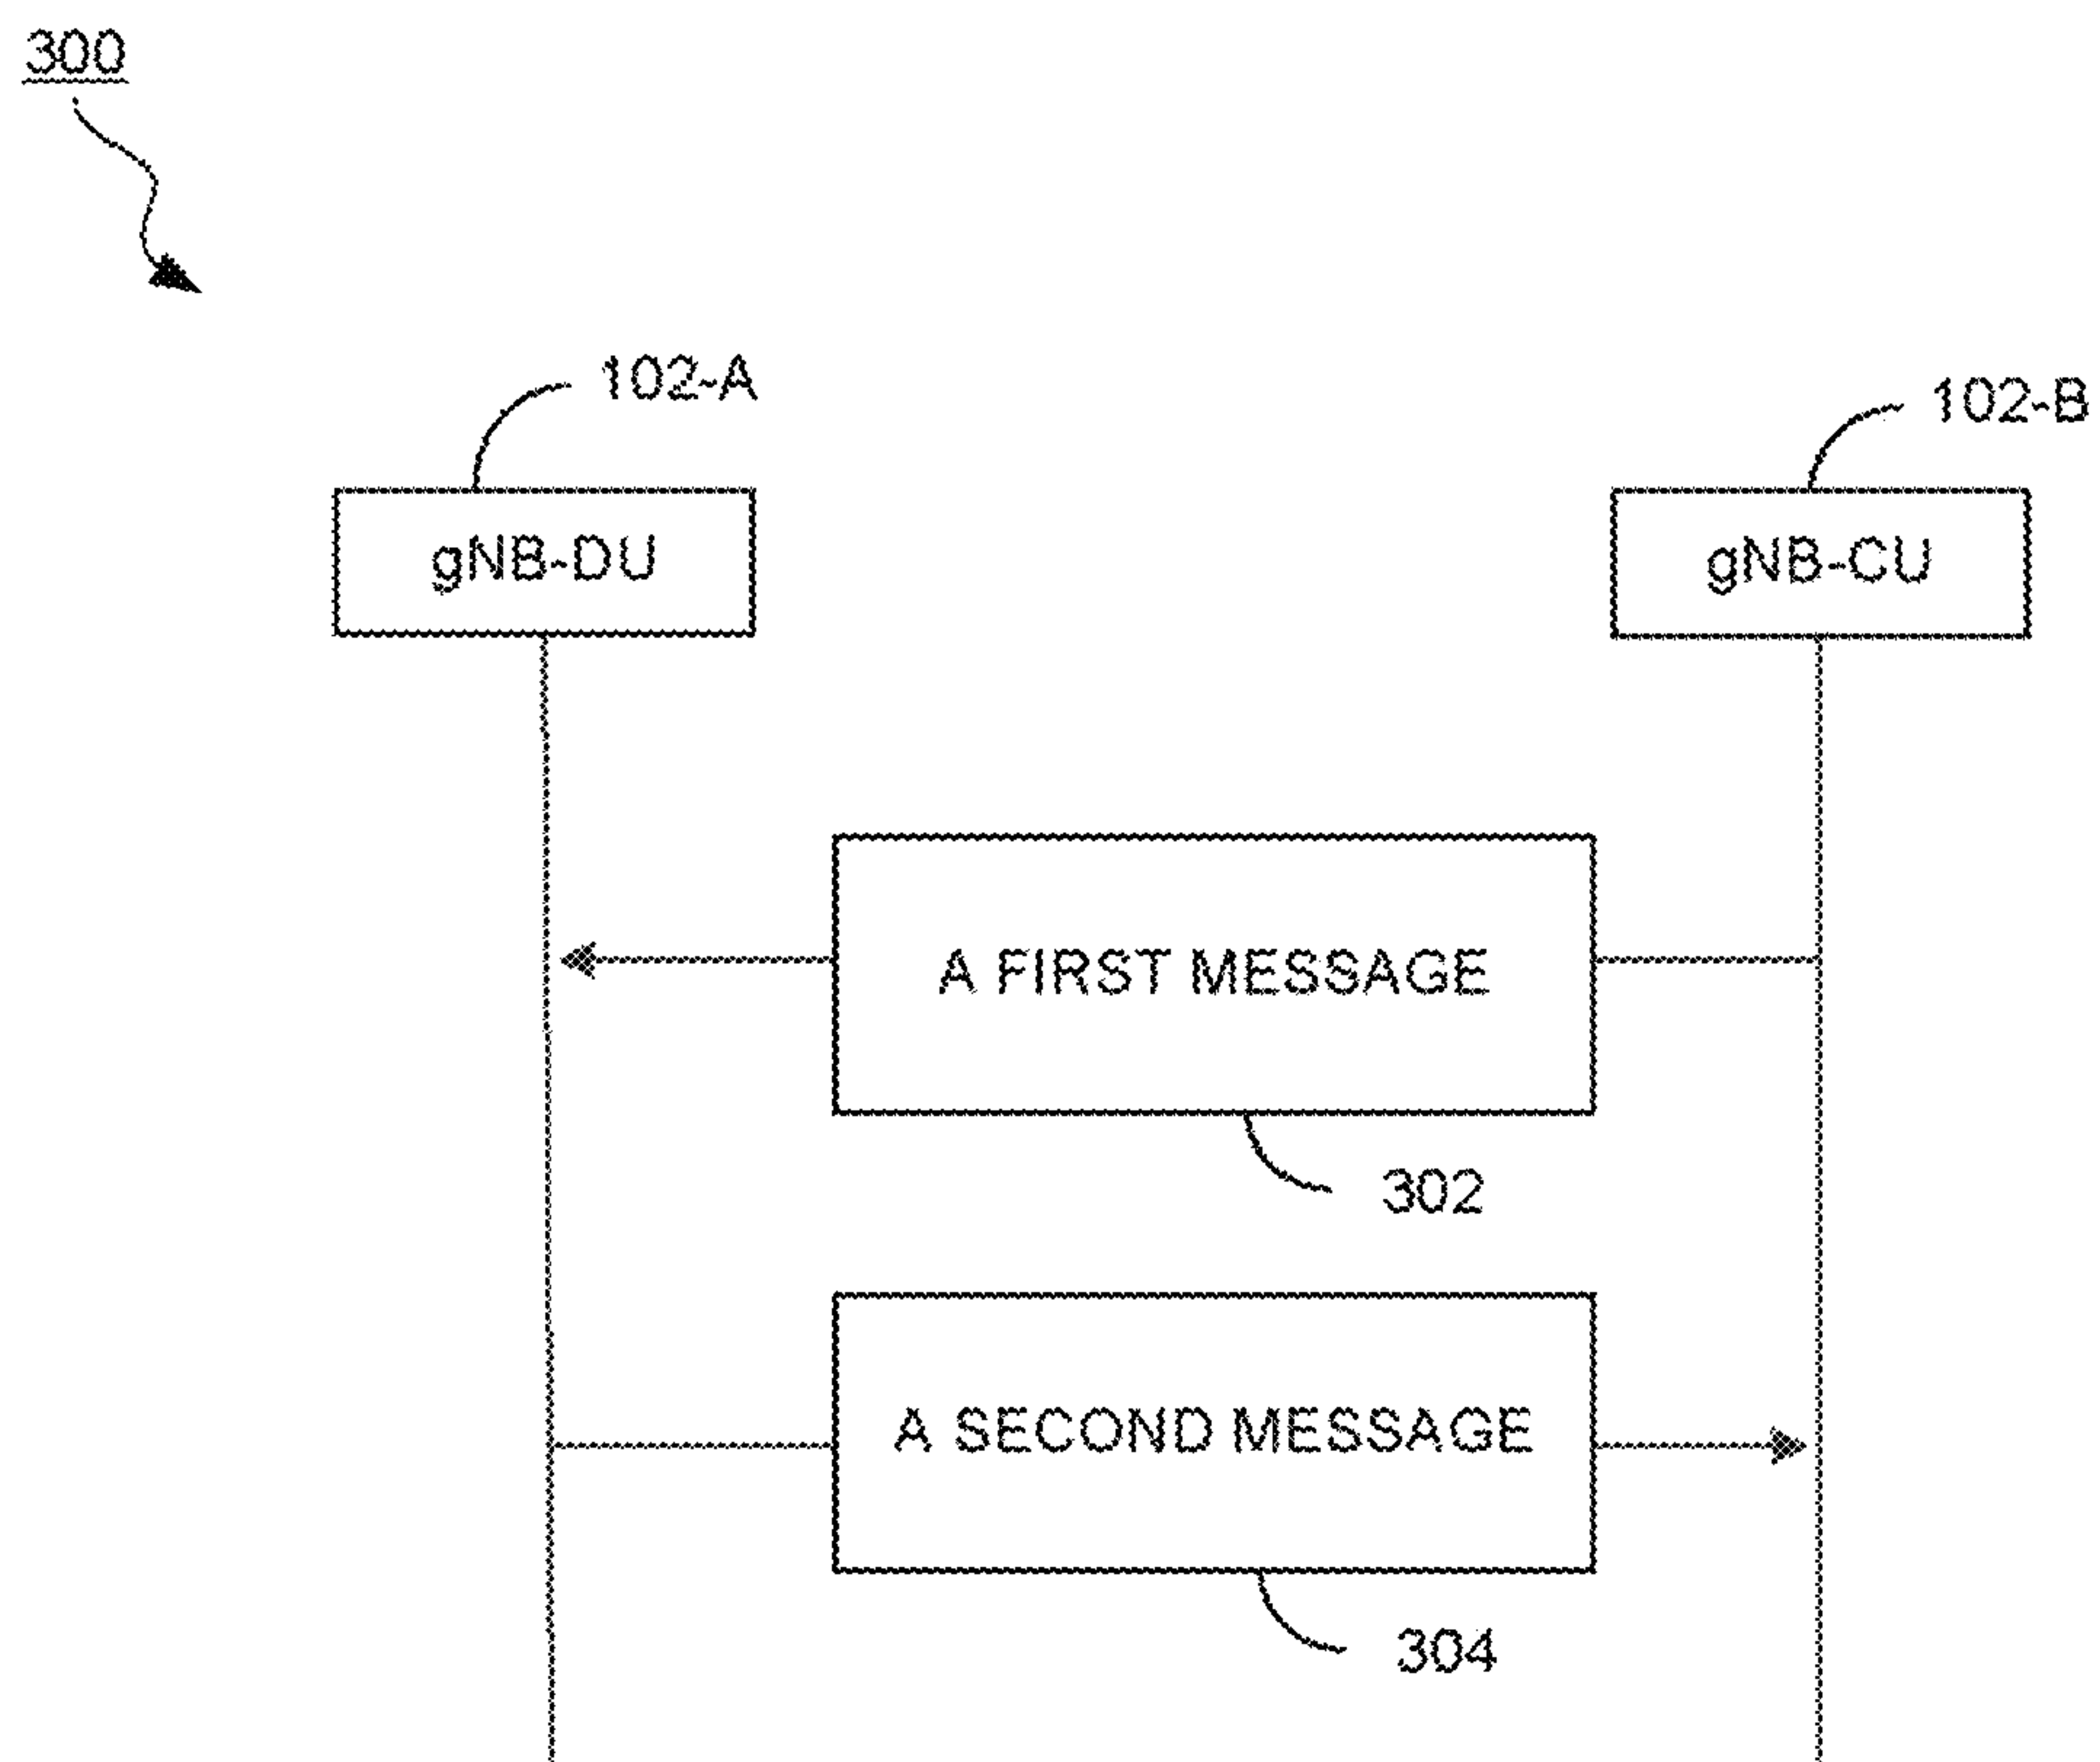 300
102-A
102-B
gNB-DU
gNB-CU
A FIRST MESSAGE
302
A SECOND MESSAGE
304